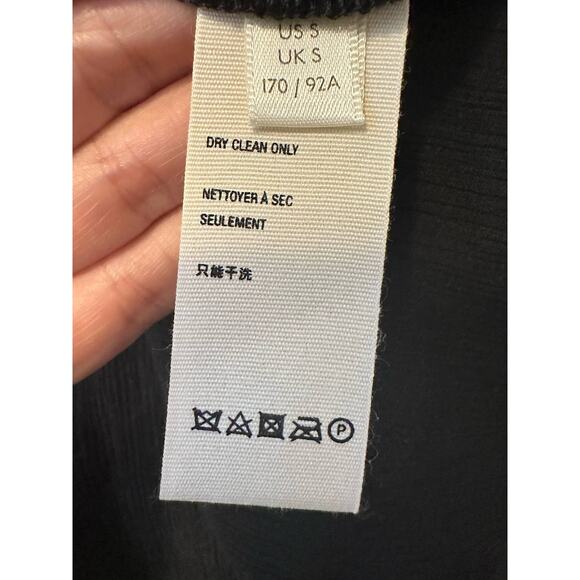 US S
UK S
170 / 92A
DRY CLEAN ONLY
NETTOYER À SEC
SEULEMENT
只能干洗
P